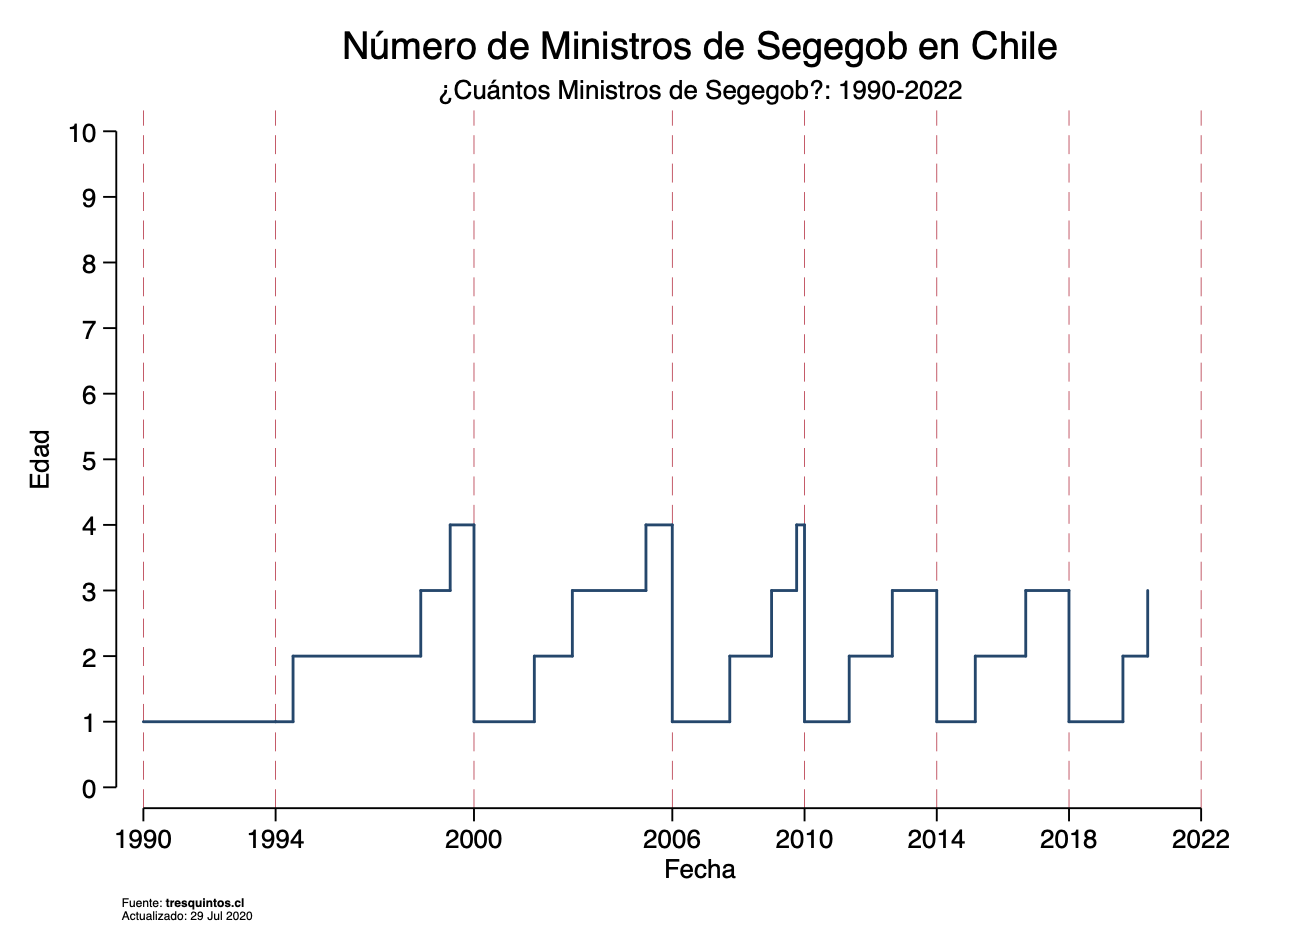 Número de Ministros de Segegob en Chile
¿Cuántos Ministros de Segegob?: 1990-2022
10
9
8
7
6
5
4
3
2
1
0
Edad
1990 1994 2000 2006 2010 2014 2018 2022
Fecha
Fuente: tresquintos.cl
Actualizado: 29 Jul 2020